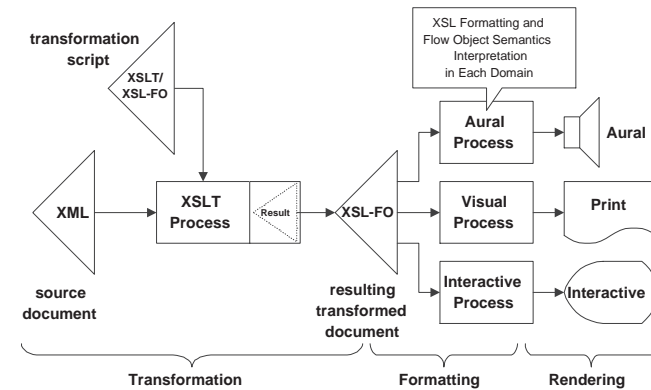 transformation
script
XSLT/
XSL-FO
XSL Formatting and
Flow Object Semantics
Interpretation
in Each Domain
Aural
Process
Aural
XML
XSLT
Process
Result
XSL-FO
Visual
Process
Print
source
document
resulting
transformed
document
Interactive
Process
Interactive
Transformation
Formatting
Rendering